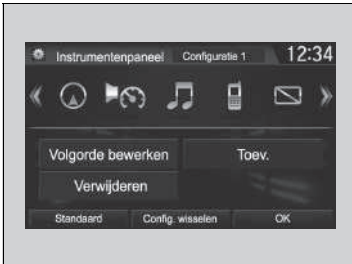 Instrumentenpaneel Configuratie 1 12:34
Volgorde bewerken Toev.
Verwijderen
Standaard Config. wisselen OK